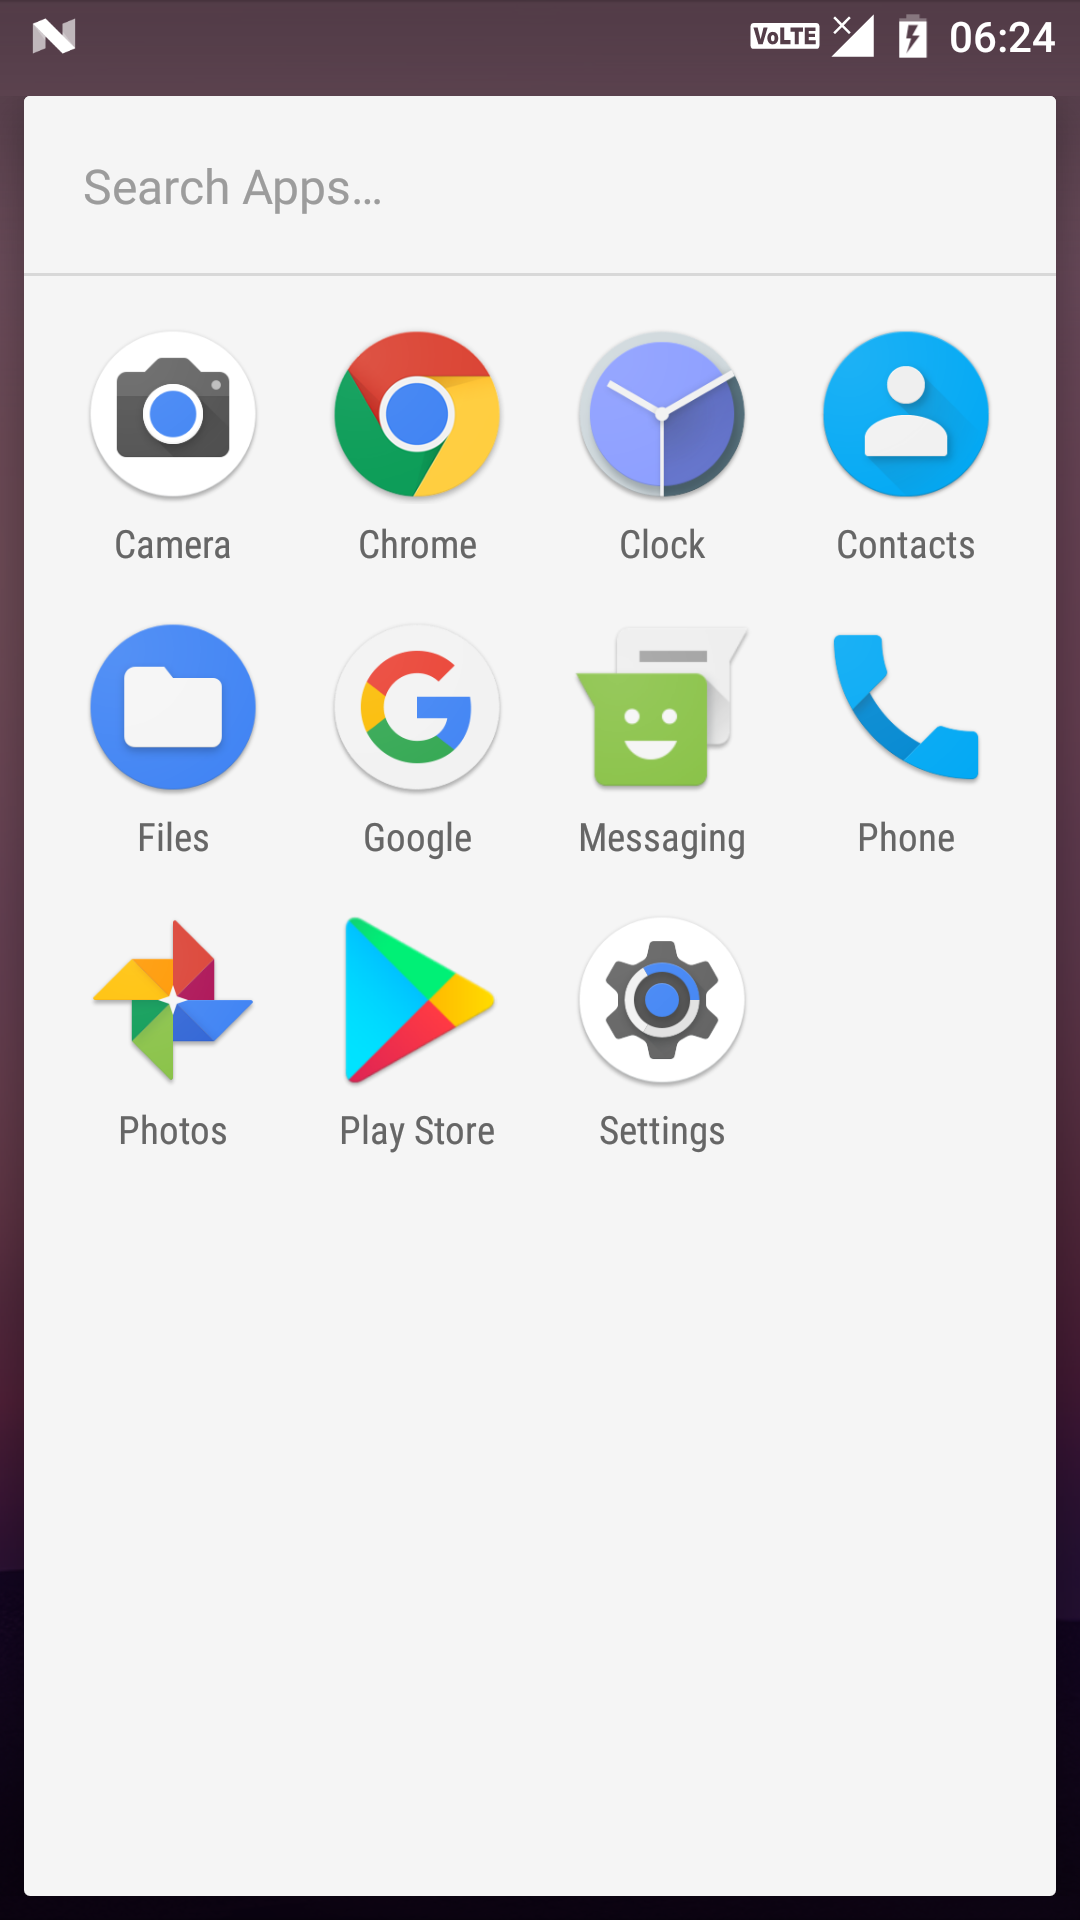 VoLTE 06:24
Search Apps...
Camera Chrome Clock Contacts
Files Google Messaging Phone
Photos Play Store Settings